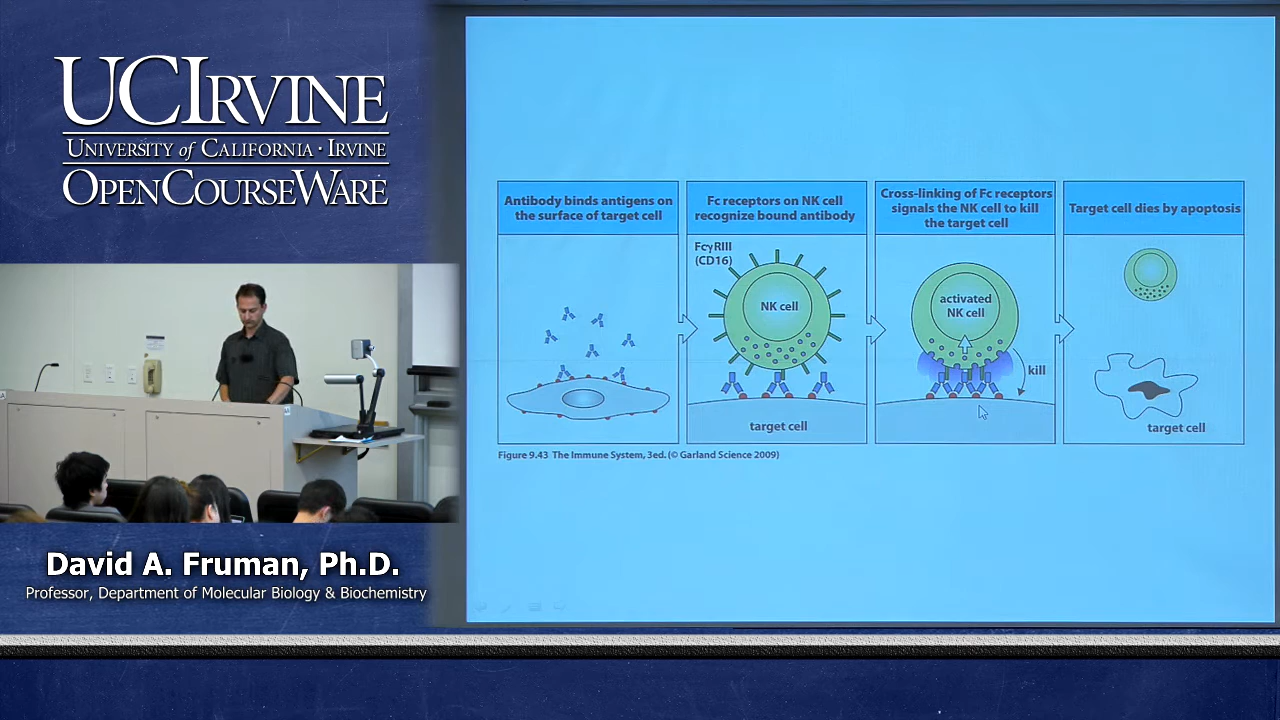 UCIRVINE
UNIVERSITY of CALIFORNIA · IRVINE
OPENCOURSEWARE
David A. Fruman, Ph.D.
Professor, Department of Molecular Biology & Biochemistry
Antibody binds antigens on
the surface of target cell
Fc receptors on NK cell
recognize bound antibody
FcγRIII
(CD16)
NK cell
target cell
Cross-linking of Fc receptors
signals the NK cell to kill
the target cell
activated
NK cell
kill
Target cell dies by apoptosis
target cell
Figure 9.43 The Immune System, 3ed. (© Garland Science 2009)